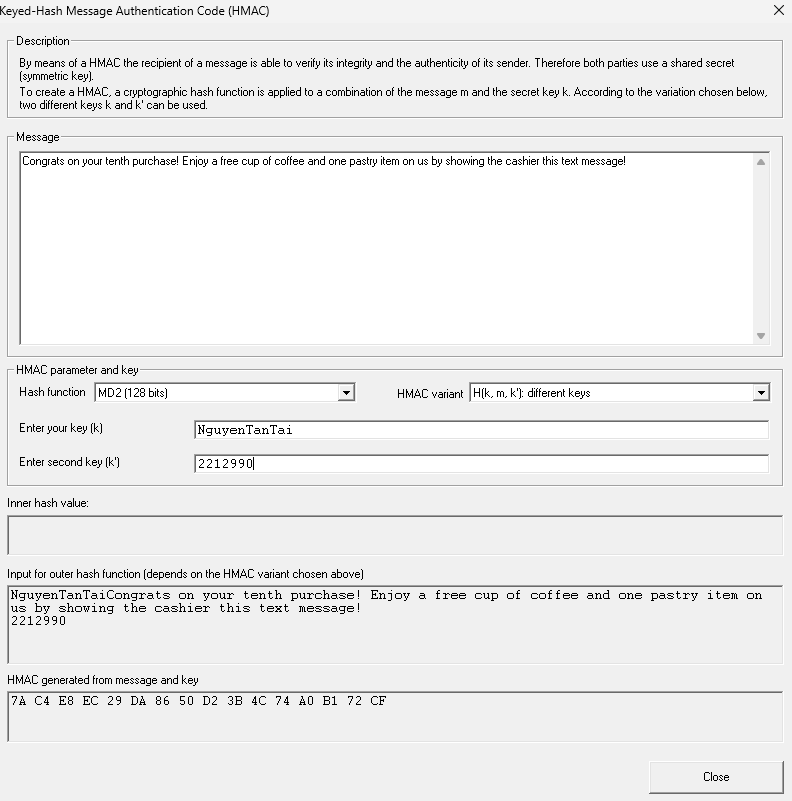 Keyed-Hash Message Authentication Code (HMAC)
Description
By means of a HMAC the recipient of a message is able to verify its integrity and the authenticity of its sender. Therefore both parties use a shared secret
(symmetric key).
To create a HMAC, a cryptographic hash function is applied to a combination of the message m and the secret key k. According to the variation chosen below,
two different keys k and k' can be used.
Message
Congrats on your tenth purchase! Enjoy a free cup of coffee and one pastry item on us by showing the cashier this text message!
HMAC parameter and key
Hash function MD2 (128 bits) HMAC variant H(k, m, k'): different keys
Enter your key (k) NguyenTanTai
Enter second key (k') 2212990
Inner hash value:
Input for outer hash function (depends on the HMAC variant chosen above)
NguyenTanTaiCongrats on your tenth purchase! Enjoy a free cup of coffee and one pastry item on
us by showing the cashier this text message!
2212990
HMAC generated from message and key
7A C4 E8 EC 29 DA 86 50 D2 3B 4C 74 A0 B1 72 CF
Close